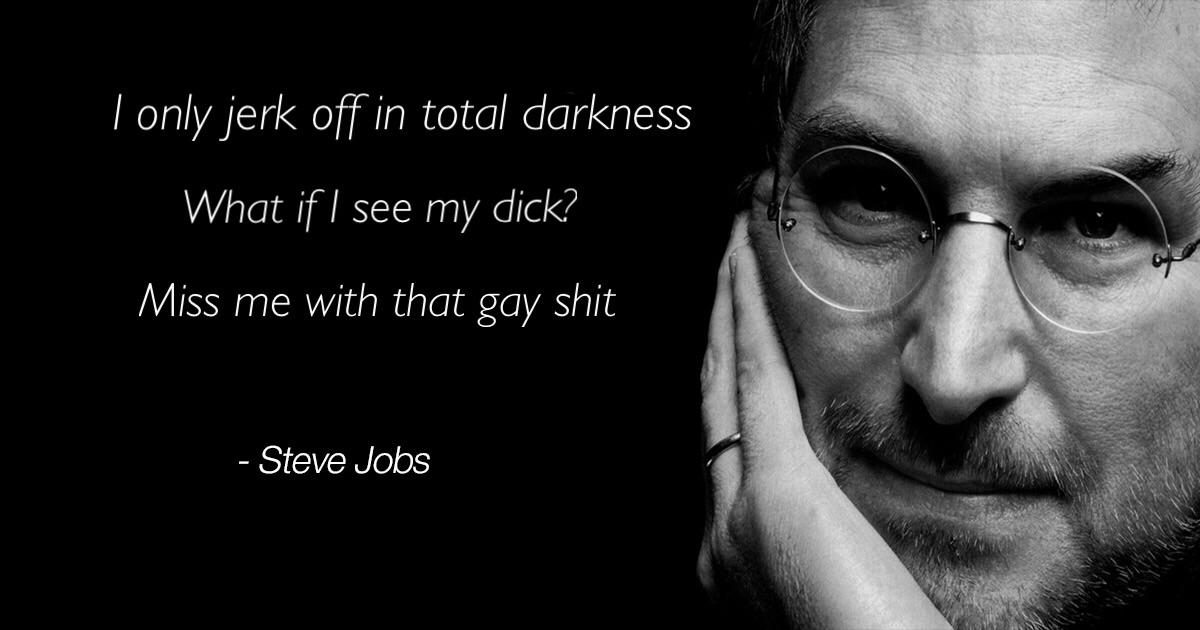 I only jerk off in total darkness
What if I see my dick?
Miss me with that gay shit
- Steve Jobs